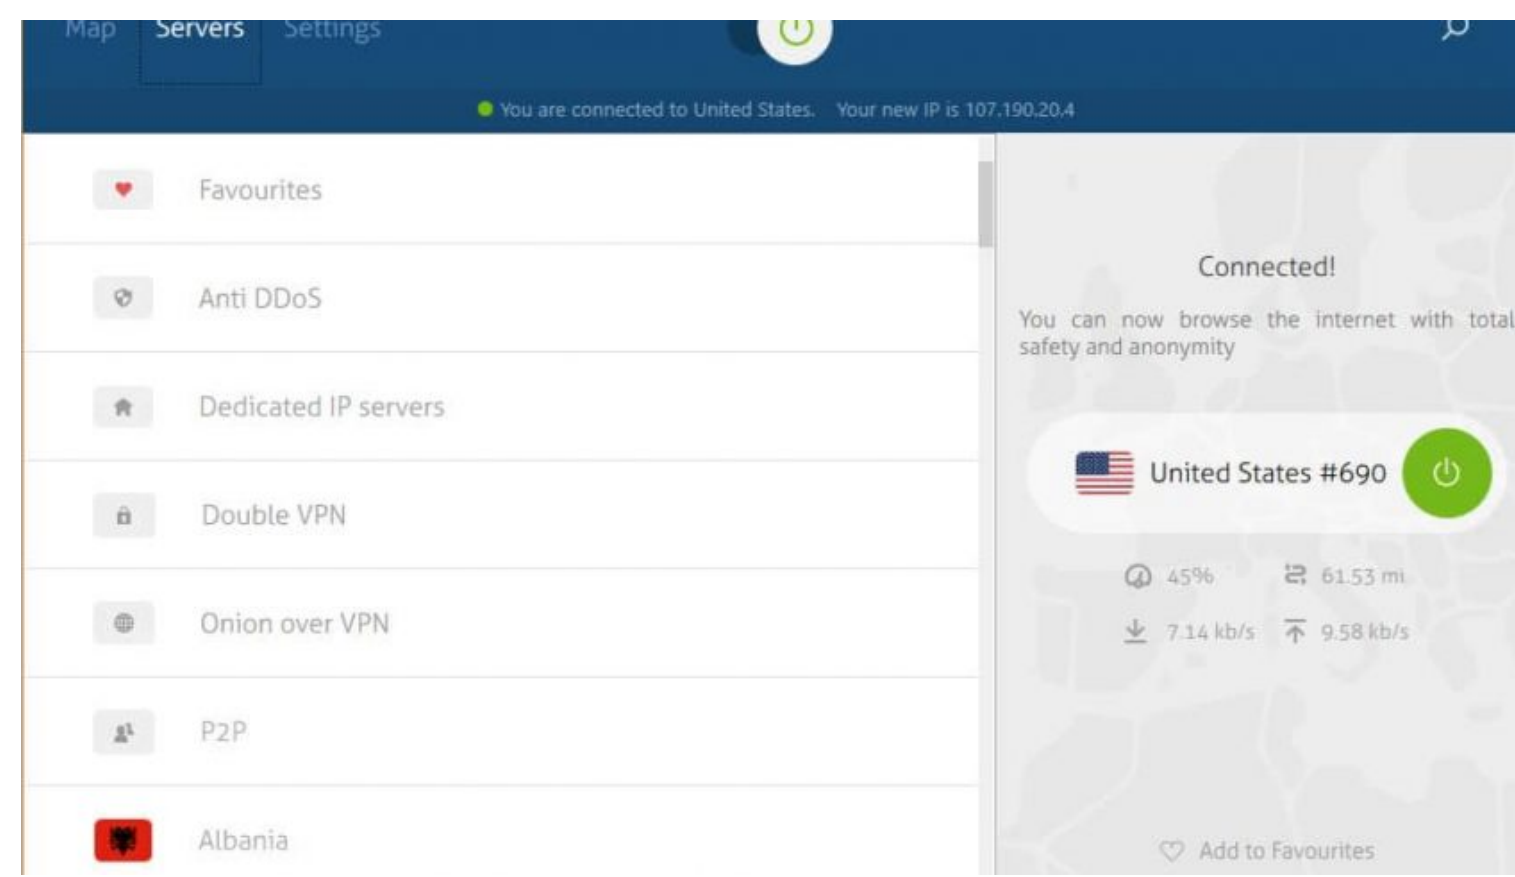 Map Servers Settings
You are connected to United States. Your new IP is 107.190.20.4
Favourites
Anti DDoS
Dedicated IP servers
Double VPN
Onion over VPN
P2P
Albania
Connected!
You can now browse the internet with total
safety and anonymity
United States #690
45% 61.53 mi
7.14 kb/s 9.58 kb/s
Add to Favourites